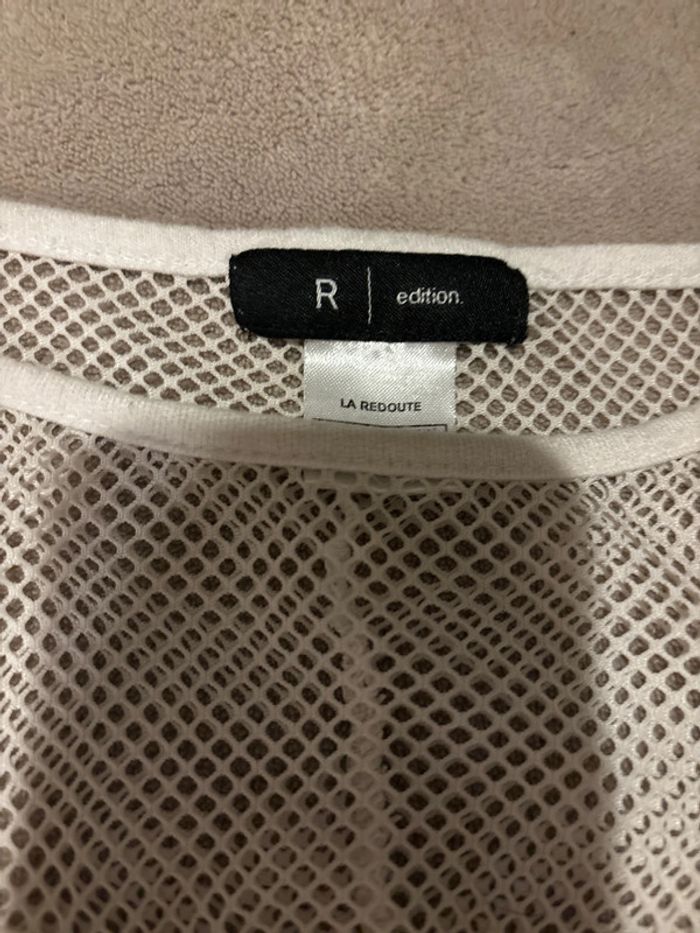 R | edition.
LA REDOUTE